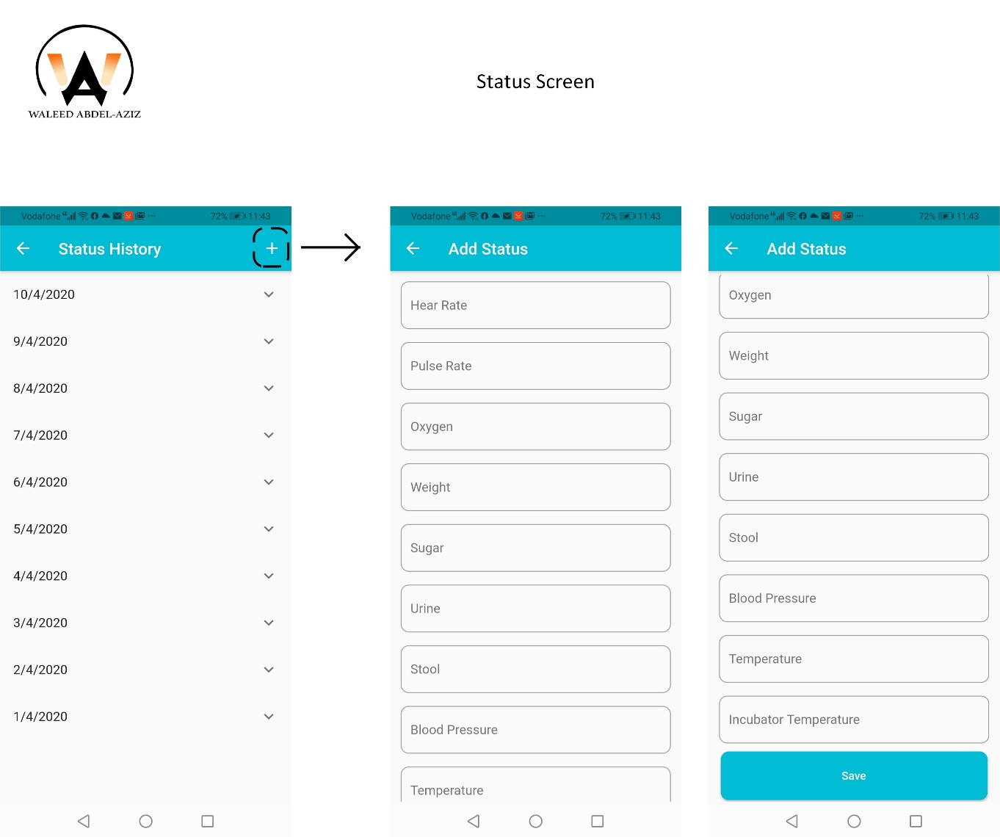 WALEED ABDEL-AZIZ
Status Screen
Vodafone 72% 11:43
Status History
10/4/2020
9/4/2020
8/4/2020
7/4/2020
6/4/2020
5/4/2020
4/4/2020
3/4/2020
2/4/2020
1/4/2020
Vodafone 72% 11:43
Add Status
Hear Rate
Pulse Rate
Oxygen
Weight
Sugar
Urine
Stool
Blood Pressure
Temperature
Vodafone 72% 11:43
Add Status
Oxygen
Weight
Sugar
Urine
Stool
Blood Pressure
Temperature
Incubator Temperature
Save